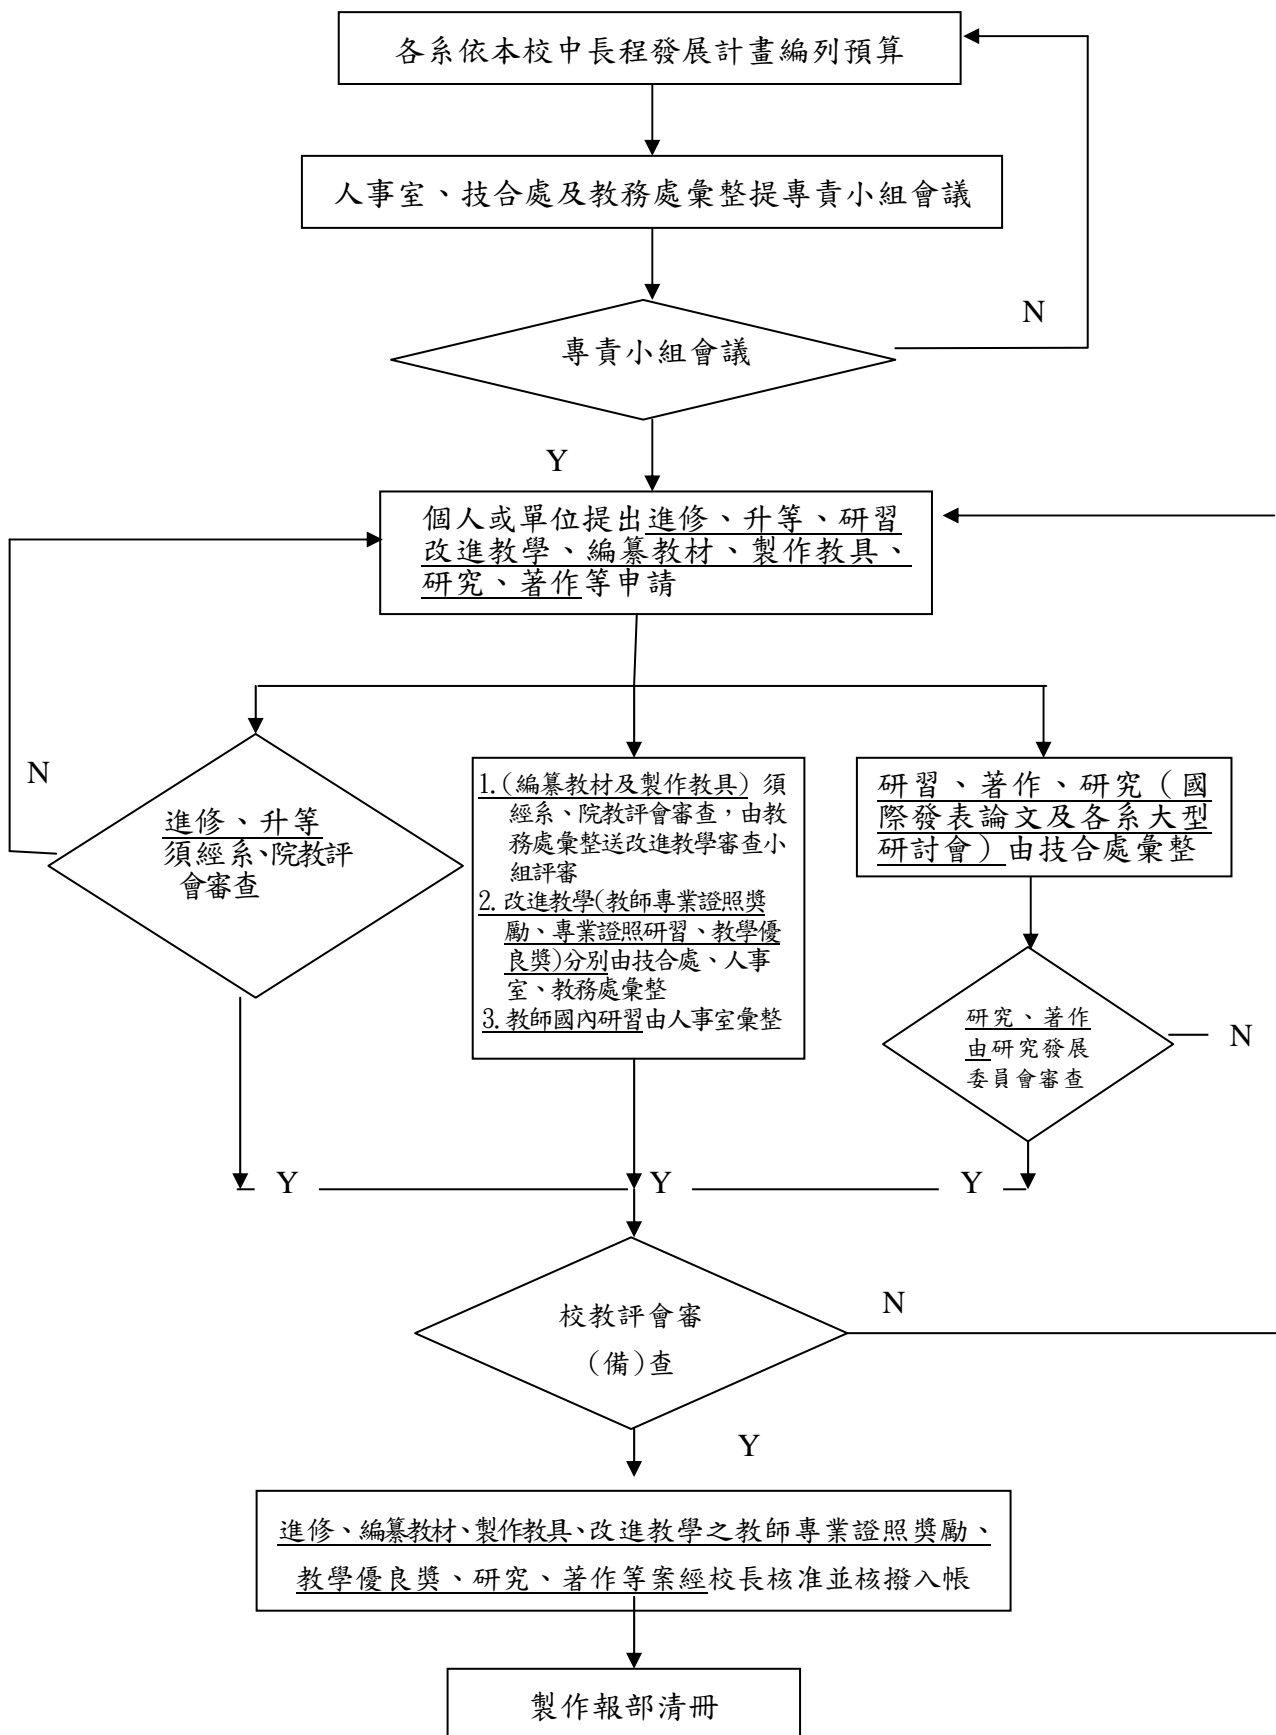 各系依本校中長程發展計畫編列預算
人事室、技合處及教務處彙整提專責小組會議
N
專責小組會議
Y
個人或單位提出進修、升等、研習
改進教學、編纂教材、製作教具、
研究、著作等申請
N
進修、升等
須經系、院教評
會審查
1.(編纂教材及製作教具) 須
經系、院教評會審查，由教
務處彙整送改進教學審查小
組評審
2.改進教學(教師專業證照獎
勵、專業證照研習、教學優
良獎)分別由技合處、人事
室、教務處彙整
3.教師國內研習由人事室彙整
研習、著作、研究（國
際發表論文及各系大型
研討會）由技合處彙整
研究、著作
由研究發展
委員會審查
N
Y
Y
Y
校教評會審
(備)查
N
Y
進修、編纂教材、製作教具、改進教學之教師專業證照獎勵、
教學優良獎、研究、著作等案經校長核准並核撥入帳
製作報部清冊